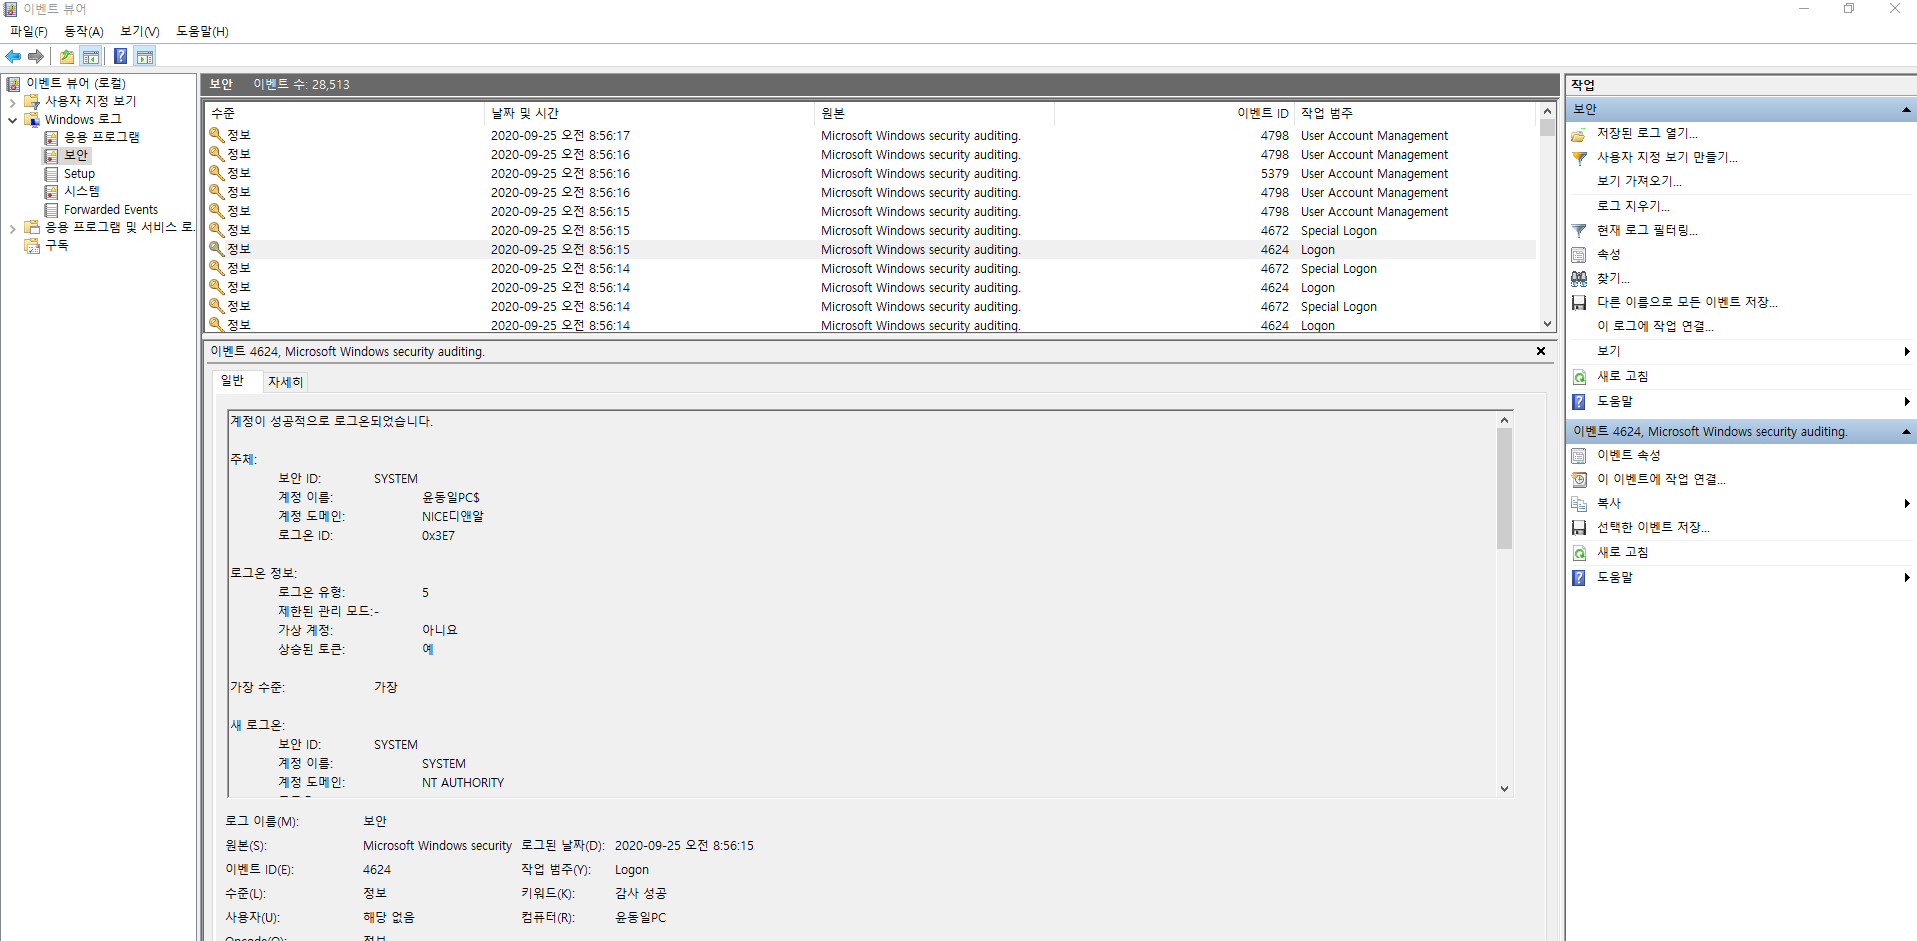 이벤트 뷰어
파일(F) 동작(A) 보기(V) 도움말(H)
이벤트 뷰어 (로컬)
사용자 지정 보기
Windows 로그
응용 프로그램
보안
Setup
시스템
Forwarded Events
응용 프로그램 및 서비스 로
구독
보안 이벤트 수: 28,513
수준 날짜 및 시간 원본 이벤트 ID 작업 범주
정보 2020-09-25 오전 8:56:17 Microsoft Windows security auditing. 4798 User Account Management
정보 2020-09-25 오전 8:56:16 Microsoft Windows security auditing. 4798 User Account Management
정보 2020-09-25 오전 8:56:16 Microsoft Windows security auditing. 5379 User Account Management
정보 2020-09-25 오전 8:56:16 Microsoft Windows security auditing. 4798 User Account Management
정보 2020-09-25 오전 8:56:15 Microsoft Windows security auditing. 4798 User Account Management
정보 2020-09-25 오전 8:56:15 Microsoft Windows security auditing. 4672 Special Logon
정보 2020-09-25 오전 8:56:15 Microsoft Windows security auditing. 4624 Logon
정보 2020-09-25 오전 8:56:14 Microsoft Windows security auditing. 4672 Special Logon
정보 2020-09-25 오전 8:56:14 Microsoft Windows security auditing. 4624 Logon
정보 2020-09-25 오전 8:56:14 Microsoft Windows security auditing. 4672 Special Logon
정보 2020-09-25 오전 8:56:14 Microsoft Windows security auditing. 4624 Logon
이벤트 4624, Microsoft Windows security auditing.
일반 자세히
계정이 성공적으로 로그온되었습니다.
주체:
보안 ID: SYSTEM
계정 이름: 윤동일PC$
계정 도메인: NICE디앤알
로그온 ID: 0x3E7
로그온 정보:
로그온 유형: 5
제한된 관리 모드:-
가상 계정: 아니요
상승된 토큰: 예
가장 수준: 가장
새 로그온:
보안 ID: SYSTEM
계정 이름: SYSTEM
계정 도메인: NT AUTHORITY
로그 이름(M): 보안
원본(S): Microsoft Windows security 로그된 날짜(D): 2020-09-25 오전 8:56:15
이벤트 ID(E): 4624 작업 범주(Y): Logon
수준(L): 정보 키워드(K): 감사 성공
사용자(U): 해당 없음 컴퓨터(R): 윤동일PC
Opcode(O): 정보
작업
보안
저장된 로그 열기...
사용자 지정 보기 만들기...
보기 가져오기...
로그 지우기...
현재 로그 필터링...
속성
찾기...
다른 이름으로 모든 이벤트 저장...
이 로그에 작업 연결...
보기
새로 고침
도움말
이벤트 4624, Microsoft Windows security auditing.
이벤트 속성
이 이벤트에 작업 연결...
복사
선택한 이벤트 저장...
새로 고침
도움말